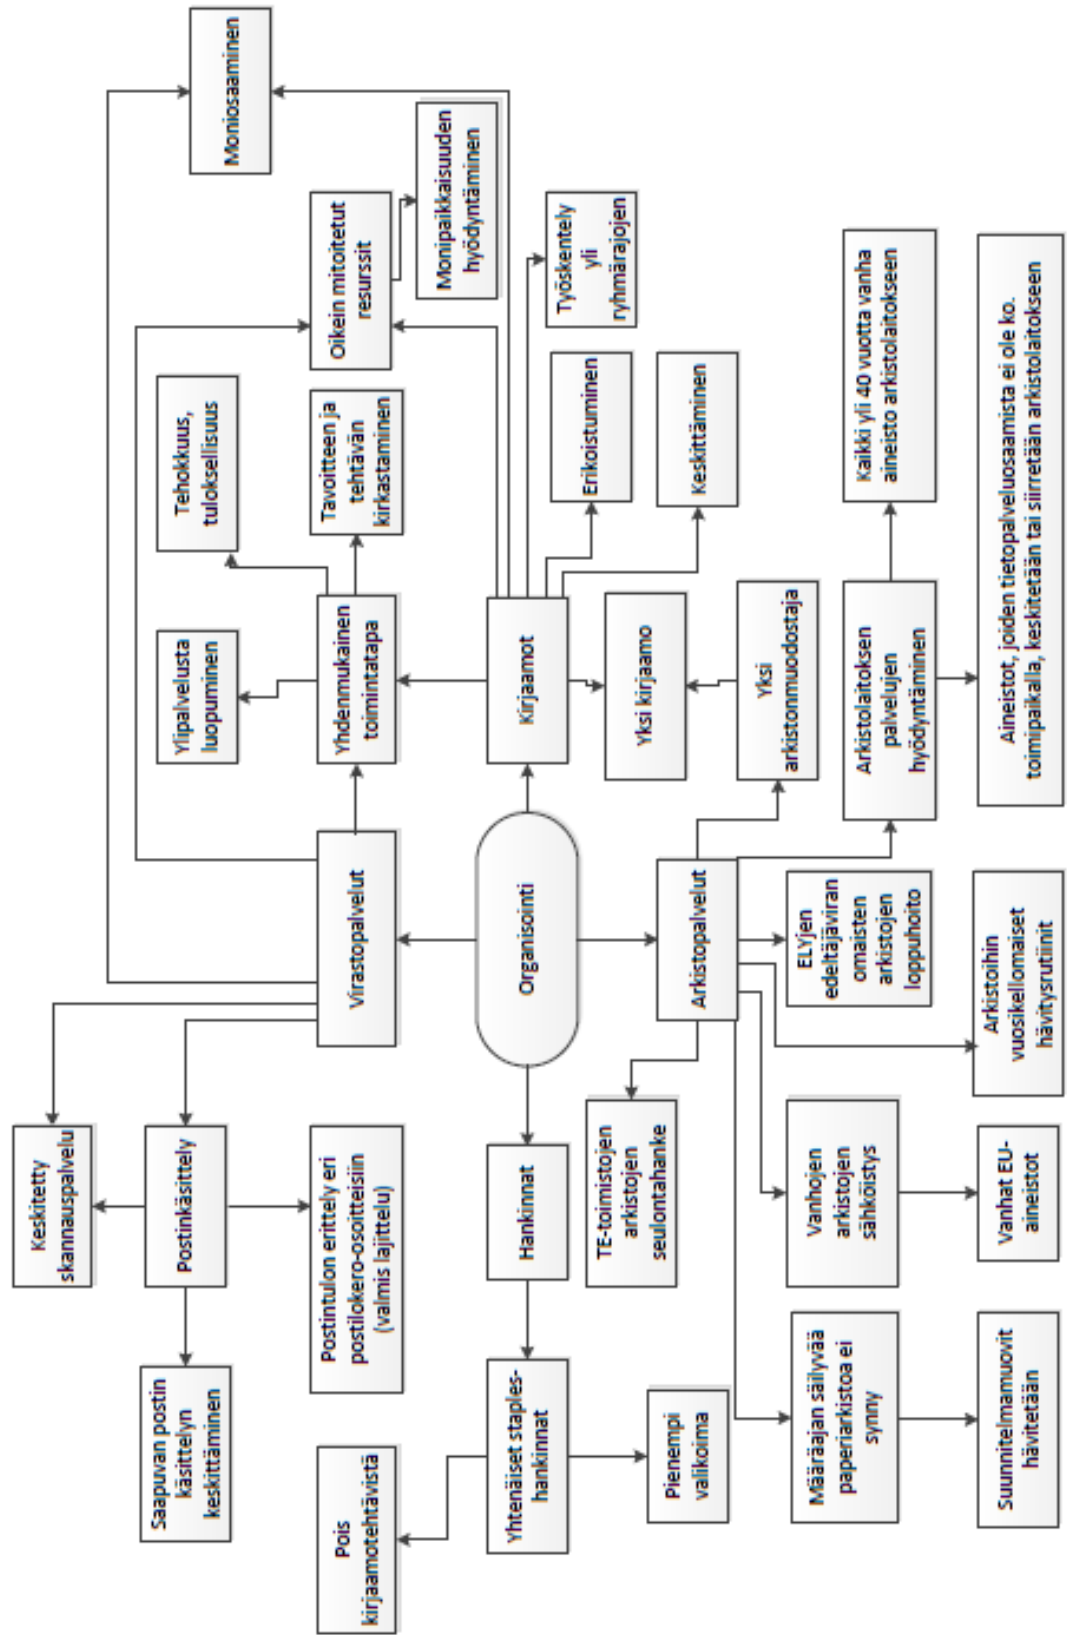 Keskitetty
skannauspalvelu
Saapuvan postin
käsittelyn
keskittäminen
Postinkäsittely
Postintulon erittely eri
postilokero-osoitteisiin
(valmis lajittelu)
Virastopalvelut
Ylipalvelusta
luopuminen
Yhdenmukainen
toimintatapa
Tehokkuus,
tuloksellisuus
Tavoitteen ja
tehtävän
kirkastaminen
Oikein mitoitetut
resurssit
Monipaikkaisuuden
hyödyntäminen
Moniosaaminen
Pois
kirjaamotehtävistä
Yhtenäiset staples-
hankinnat
Pienempi
valikoima
Hankinnat
Organisointi
Kirjaamot
Yksi kirjaamo
Erikoistuminen
Keskittäminen
Työskentely
yli
ryhmärajojen
TE-toimistojen
arkistojen
seulontahanke
Arkistopalvelut
Yksi
arkistonmuodostaja
Määräajan säilyvää
paperiarkistoa ei
synny
Suunnitelmamuovit
hävitetään
Vanhojen
arkistojen
sähköistys
Vanhat EU-
aineistot
ELYjen
edeltäjäviran
omaisten
arkistojen
loppuhoito
Arkistoihin
vuosikellomaiset
hävitysrutiinit
Arkistolaitoksen
palvelujen
hyödyntäminen
Kaikki yli 40 vuotta vanha
aineisto arkistolaitokseen
Aineistot, joiden tietopalveluosaamista ei ole ko.
toimipaikalla, keskitetään tai siirretään arkistolaitokseen